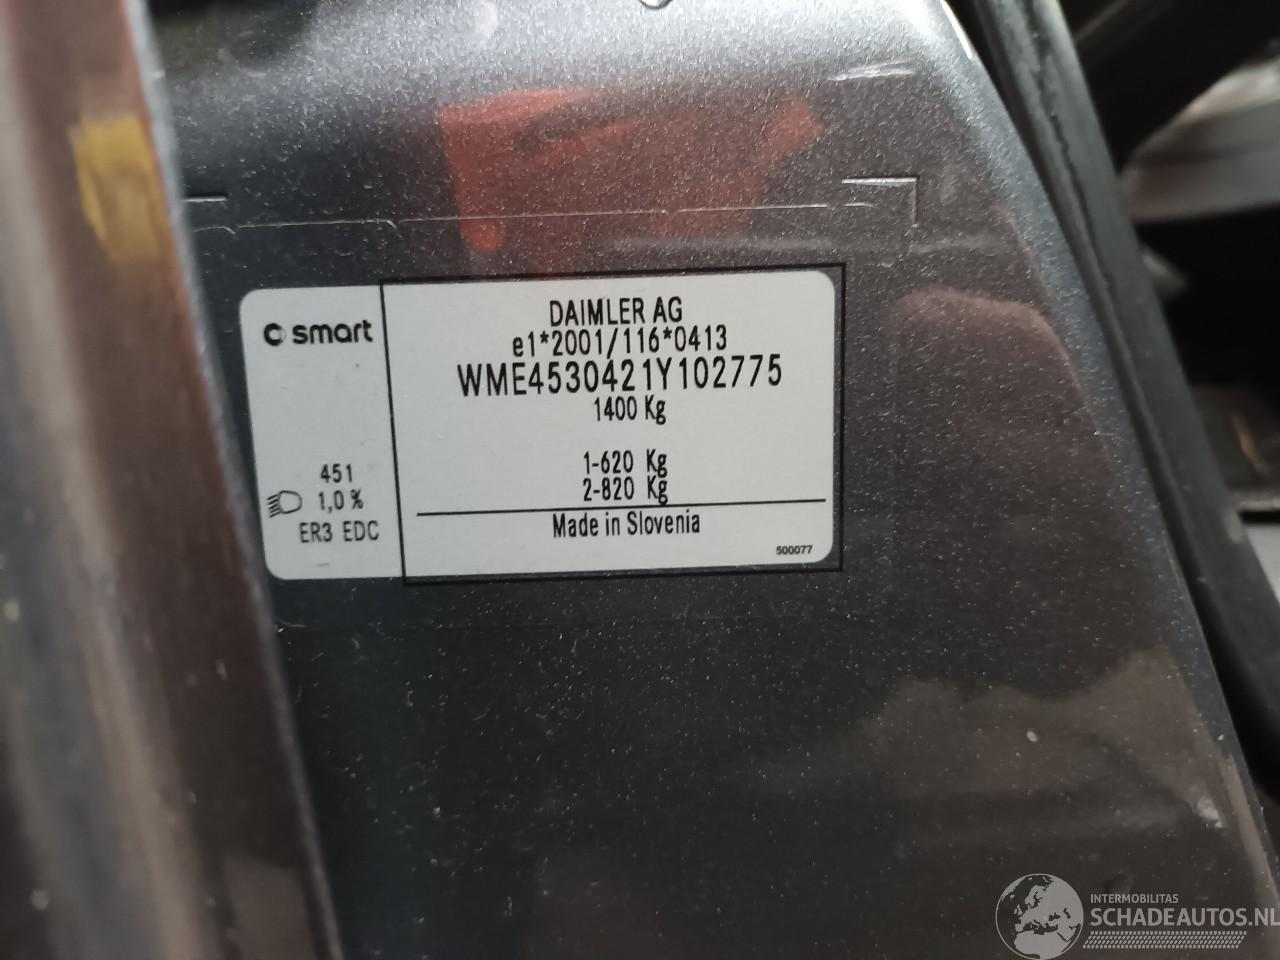 smart
DAIMLER AG
e1*2001/116*0413
WME4530421Y102775
1400 Kg
1-620 Kg
2-820 Kg
451
1,0 %
ER3 EDC
Made in Slovenia
500077
INTERMOBILITAS
SCHADEAUTOS.NL